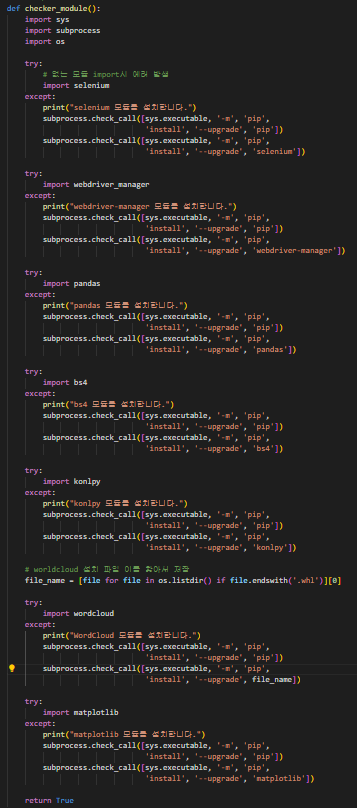 def checker_module():
    import sys
    import subprocess
    import os

    try:
        # 없는 모듈 import시 에러 발생
        import selenium
    except:
        print("selenium 모듈을 설치합니다.")
        subprocess.check_call([sys.executable, '-m', 'pip',
                              'install', '--upgrade', 'pip'])
        subprocess.check_call([sys.executable, '-m', 'pip',
                              'install', '--upgrade', 'selenium'])

    try:
        import webdriver_manager
    except:
        print("webdriver-manager 모듈을 설치합니다.")
        subprocess.check_call([sys.executable, '-m', 'pip',
                              'install', '--upgrade', 'pip'])
        subprocess.check_call([sys.executable, '-m', 'pip',
                              'install', '--upgrade', 'webdriver-manager'])

    try:
        import pandas
    except:
        print("pandas 모듈을 설치합니다.")
        subprocess.check_call([sys.executable, '-m', 'pip',
                              'install', '--upgrade', 'pip'])
        subprocess.check_call([sys.executable, '-m', 'pip',
                              'install', '--upgrade', 'pandas'])

    try:
        import bs4
    except:
        print("bs4 모듈을 설치합니다.")
        subprocess.check_call([sys.executable, '-m', 'pip',
                              'install', '--upgrade', 'pip'])
        subprocess.check_call([sys.executable, '-m', 'pip',
                              'install', '--upgrade', 'bs4'])

    try:
        import konlpy
    except:
        print("konlpy 모듈을 설치합니다.")
        subprocess.check_call([sys.executable, '-m', 'pip',
                              'install', '--upgrade', 'pip'])
        subprocess.check_call([sys.executable, '-m', 'pip',
                              'install', '--upgrade', 'konlpy'])

    # worldcloud 설치 파일 이름 찾아서 저장
    file_name = [file for file in os.listdir() if file.endswith('.whl')][0]

    try:
        import wordcloud
    except:
        print("WordCloud 모듈을 설치합니다.")
        subprocess.check_call([sys.executable, '-m', 'pip',
                              'install', '--upgrade', 'pip'])
        subprocess.check_call([sys.executable, '-m', 'pip',
                              'install', '--upgrade', file_name])

    try:
        import matplotlib
    except:
        print("matplotlib 모듈을 설치합니다.")
        subprocess.check_call([sys.executable, '-m', 'pip',
                              'install', '--upgrade', 'pip'])
        subprocess.check_call([sys.executable, '-m', 'pip',
                              'install', '--upgrade', 'matplotlib'])

    return True